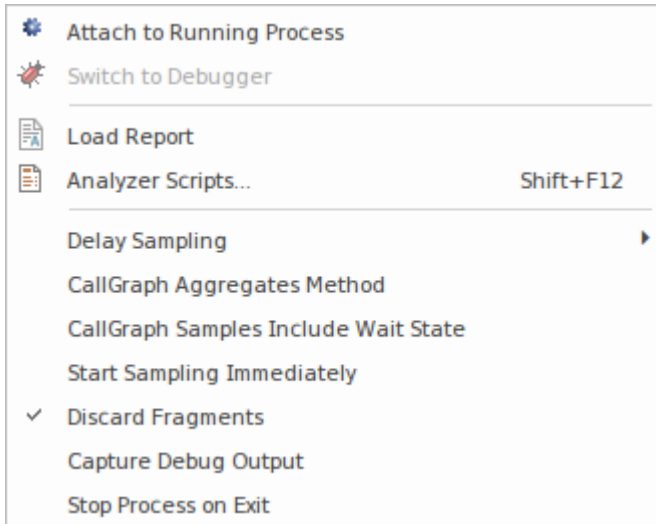 Attach to Running Process
Switch to Debugger
Load Report
Analyzer Scripts... Shift+F12
Delay Sampling
CallGraph Aggregates Method
CallGraph Samples Include Wait State
Start Sampling Immediately
Discard Fragments
Capture Debug Output
Stop Process on Exit